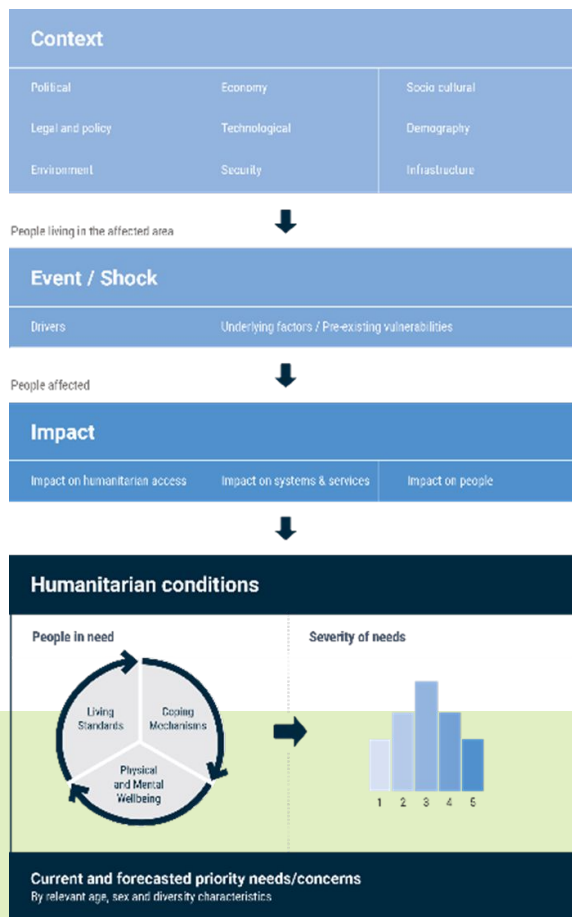 Context
Political
Economy
Socio cultural
Legal and policy
Technological
Demography
Environment
Security
Infrastructure
People living in the affected area
Event / Shock
Drivers
Underlying factors / Pre-existing vulnerabilities
People affected
Impact
Impact on humanitarian access
Impact on systems & services
Impact on people
Humanitarian conditions
People in need
Severity of needs
Living
Standards
Coping
Mechanisms
Physical
and Mental
Wellbeing
1 2 3 4 5
Current and forecasted priority needs/concerns
By relevant age, sex and diversity characteristics